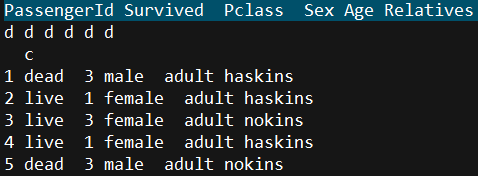 PassengerId Survived  Pclass  Sex Age Relatives
d d d d d d
  c
1 dead  3 male  adult haskins
2 live  1 female  adult haskins
3 live  3 female  adult nokins
4 live  1 female  adult haskins
5 dead  3 male  adult nokins